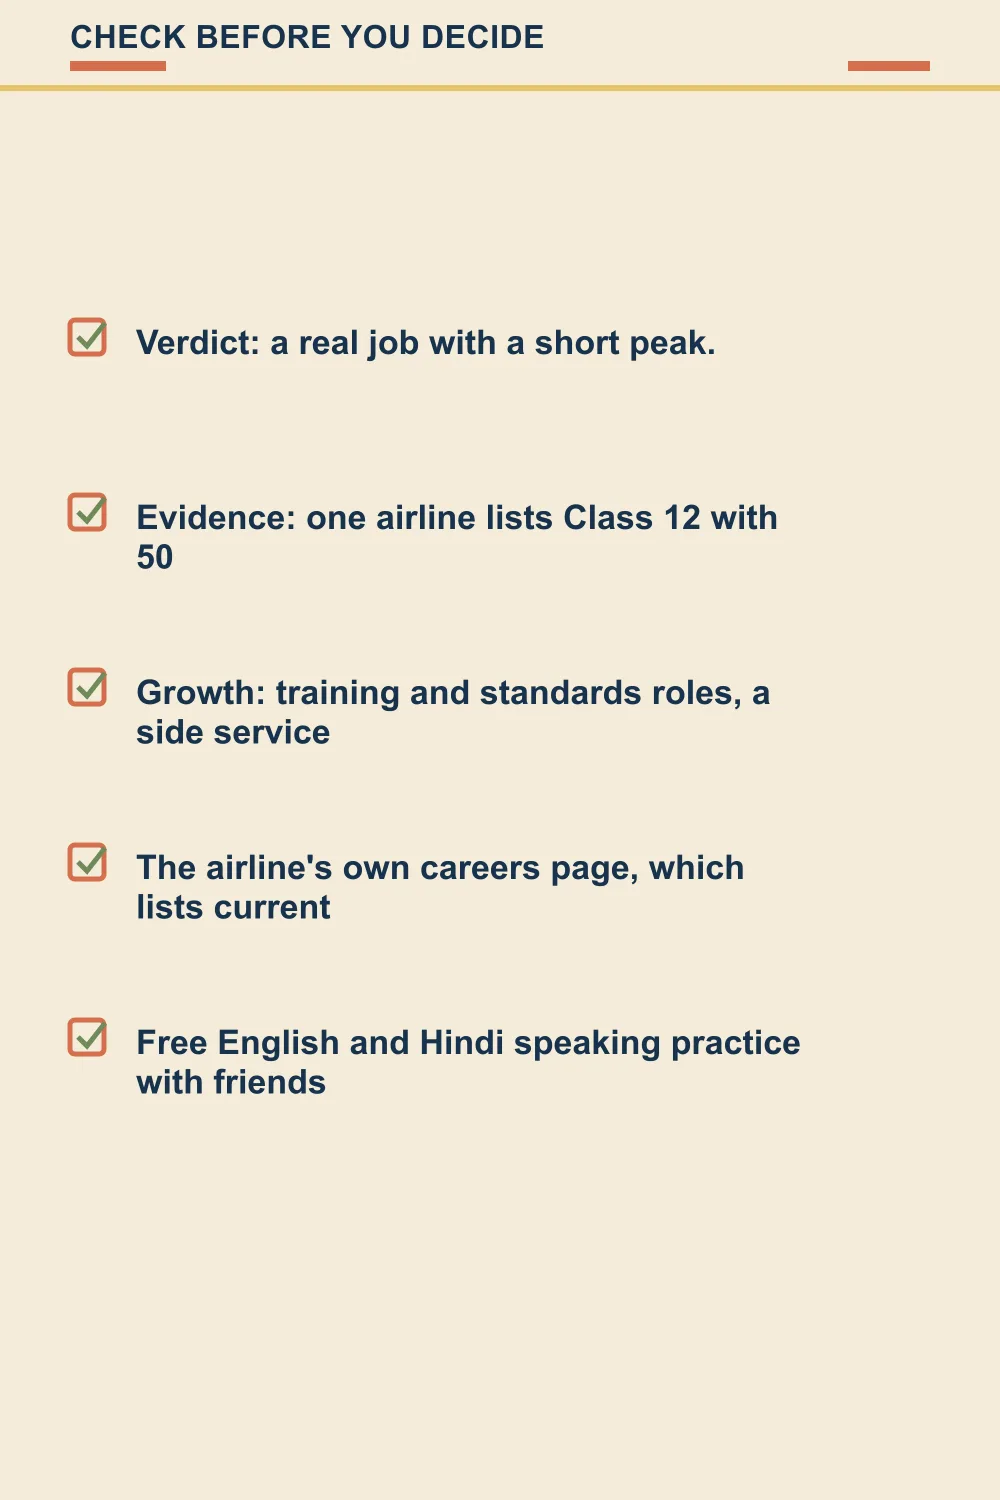 CHECK BEFORE YOU DECIDE
Verdict: a real job with a short peak.
Evidence: one airline lists Class 12 with
50
Growth: training and standards roles, a
side service
The airline's own careers page, which
lists current
Free English and Hindi speaking practice
with friends